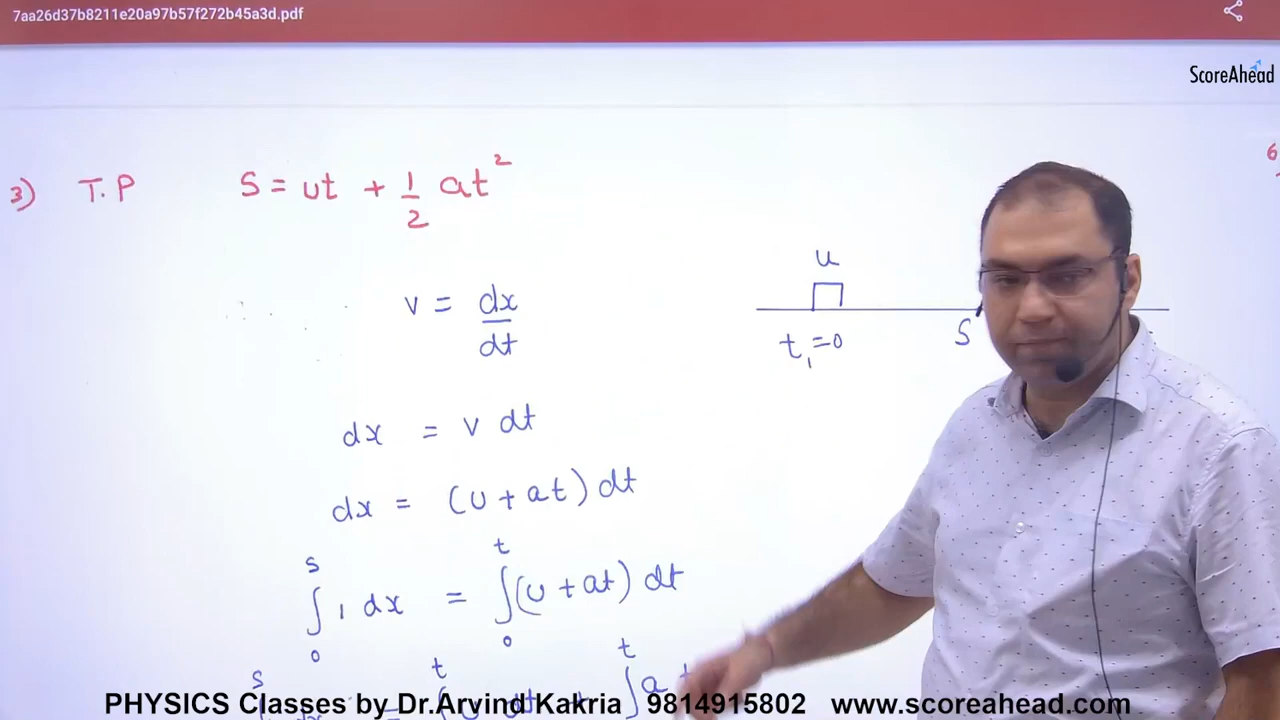 7aa26d37b8211e20a97b57f272b45a3d.pdf
ScoreAhead
3) T.P S = ut + 1/2 at²
6
u
v = dx/dt
t₁=0 S
dx = v dt
dx = (u + at) dt
∫₀ˢ 1 dx = ∫₀ᵗ (u + at) dt
s t t
∫ a
PHYSICS Classes by Dr.Arvind Kakria 9814915802 www.scoreahead.com